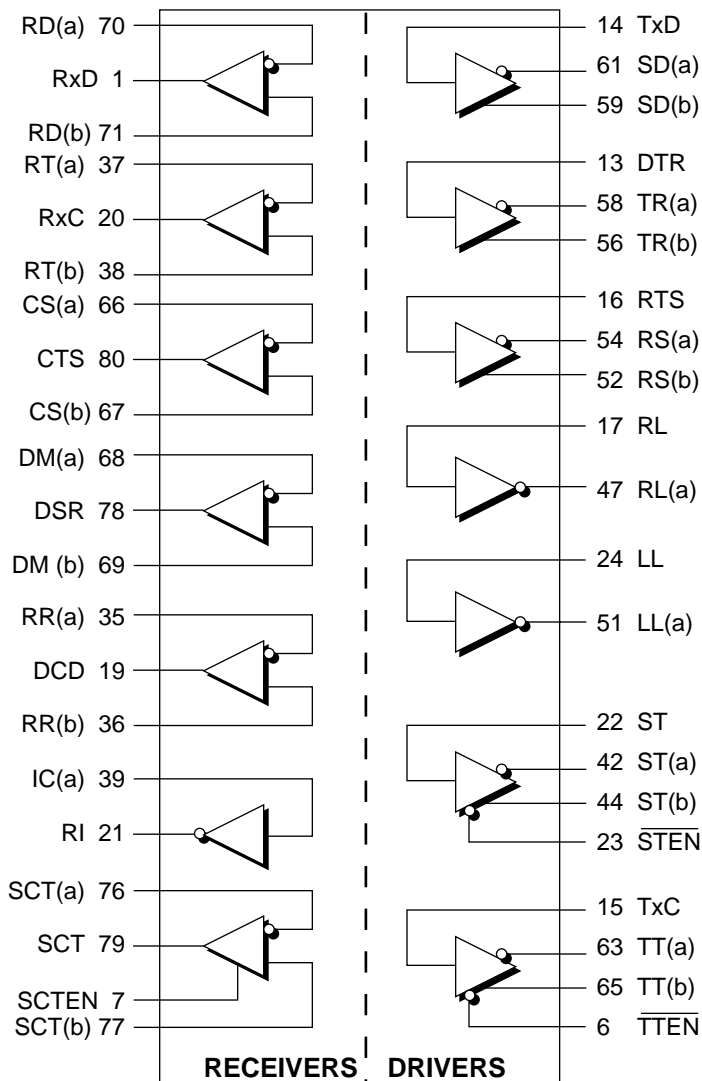 RD(a) 70
RxD 1
RD(b) 71
RT(a) 37
RxC 20
RT(b) 38
CS(a) 66
CTS 80
CS(b) 67
DM(a) 68
DSR 78
DM (b) 69
RR(a) 35
DCD 19
RR(b) 36
IC(a) 39
RI 21
SCT(a) 76
SCT 79
SCTEN 7
SCT(b) 77
14 TxD
61 SD(a)
59 SD(b)
13 DTR
58 TR(a)
56 TR(b)
16 RTS
54 RS(a)
52 RS(b)
17 RL
47 RL(a)
24 LL
51 LL(a)
22 ST
42 ST(a)
44 ST(b)
23 STEN
15 TxC
63 TT(a)
65 TT(b)
6 TTEN
RECEIVERS DRIVERS